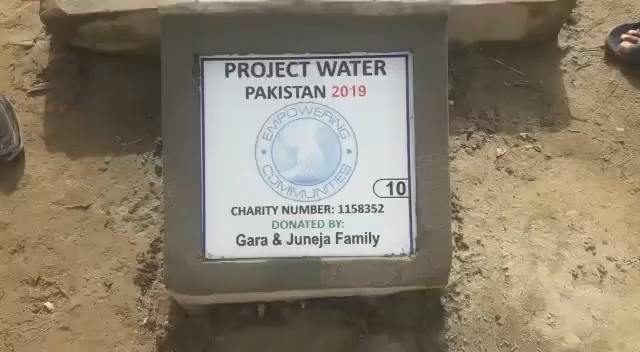 PROJECT WATER
PAKISTAN 2019
EMPOWERING
COMMUNITIES
10
CHARITY NUMBER: 1158352
DONATED BY:
Gara & Juneja Family